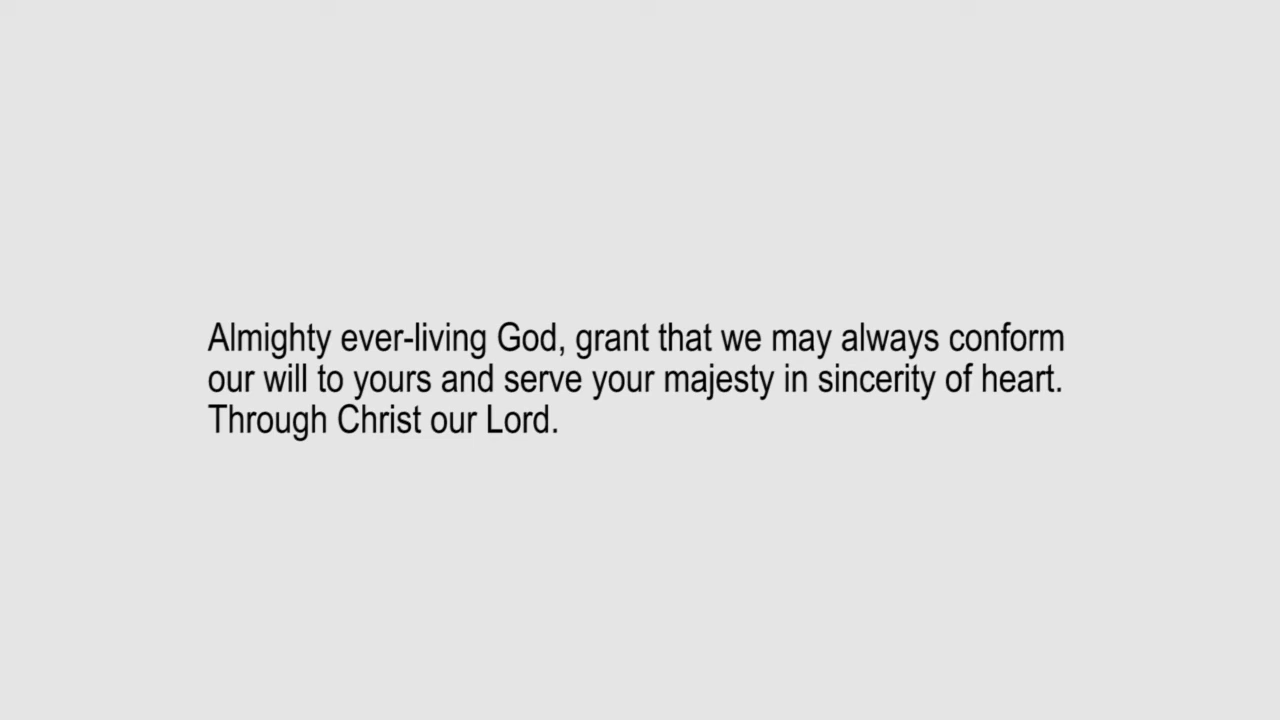 Almighty ever-living God, grant that we may always conform
our will to yours and serve your majesty in sincerity of heart.
Through Christ our Lord.